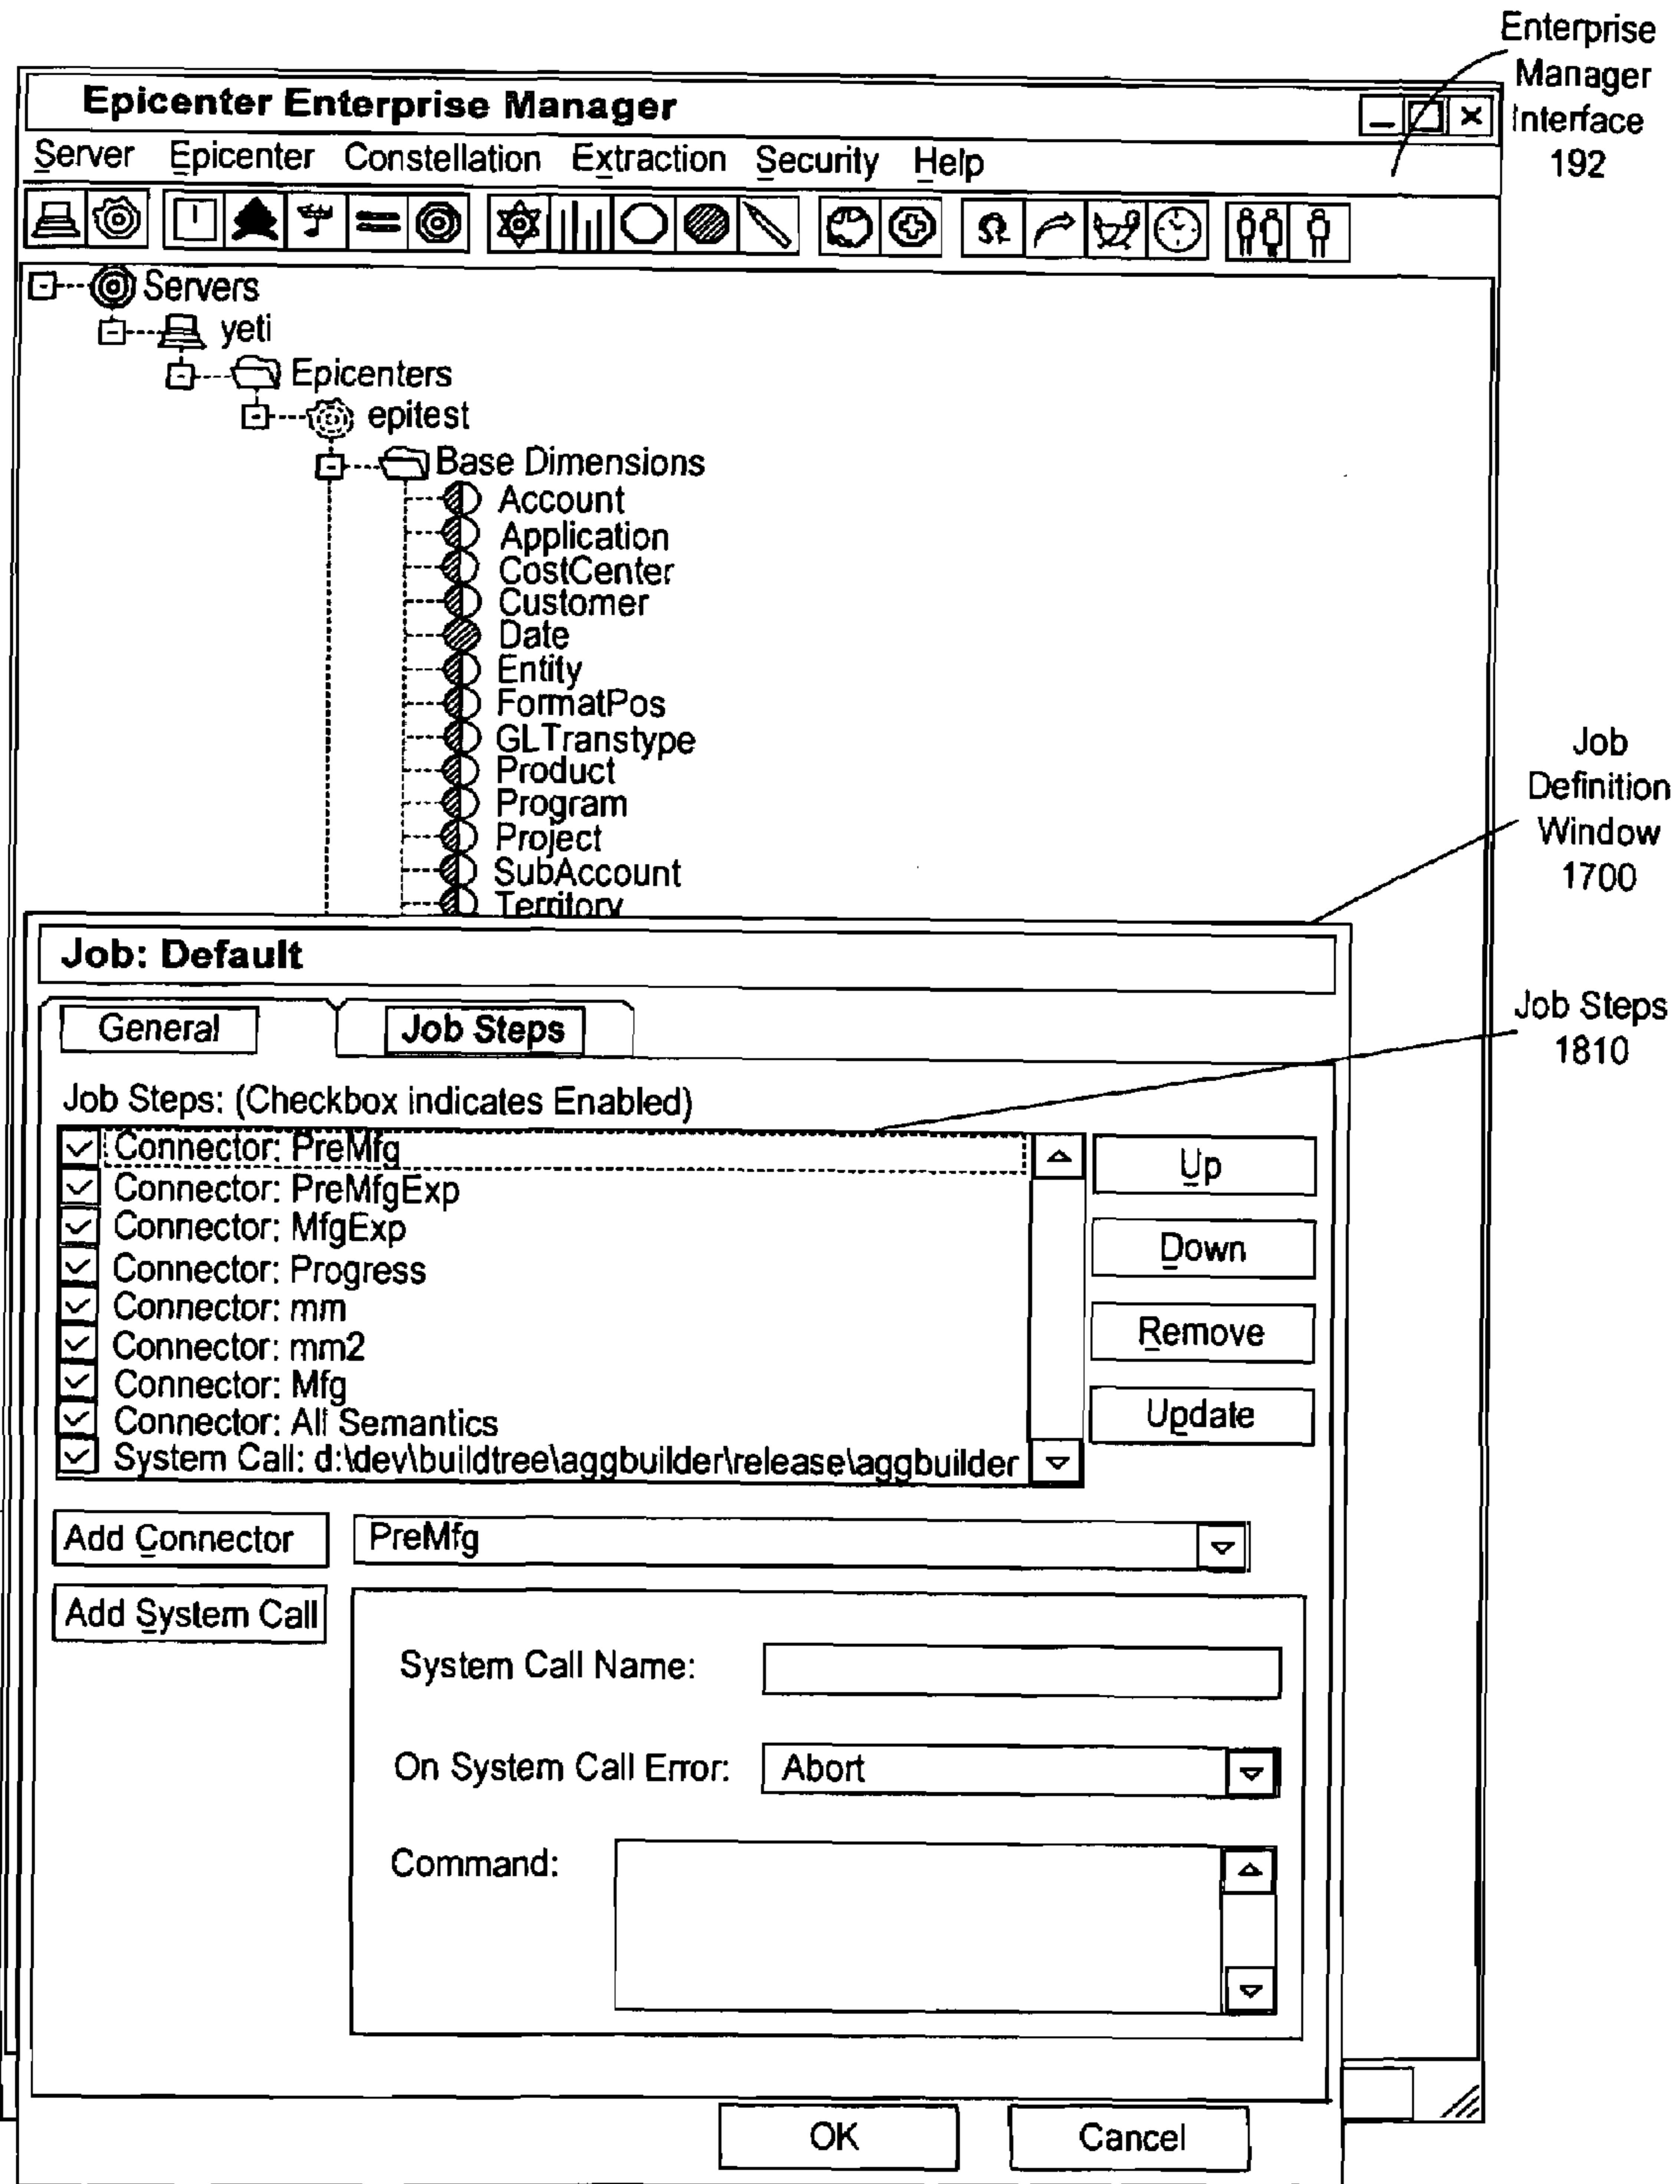 Enterprise
Manager
Interface
192
Epicenter Enterprise Manager
Server Epicenter Constellation Extraction Security Help
Servers
yeti
Epicenters
epitest
Base Dimensions
Account
Application
CostCenter
Customer
Date
Entity
FormatPos
GLTranstype
Product
Program
Project
SubAccount
Territory
Job
Definition
Window
1700
Job: Default
General Job Steps
Job Steps
1810
Job Steps: (Checkbox indicates Enabled)
Connector: PreMfg
Connector: PreMfgExp
Connector: MfgExp
Connector: Progress
Connector: mm
Connector: mm2
Connector: Mfg
Connector: All Semantics
System Call: d:\dev\buildtree\aggbuilder\release\aggbuilder
Up
Down
Remove
Update
Add Connector PreMfg
Add System Call
System Call Name:
On System Call Error: Abort
Command:
OK Cancel